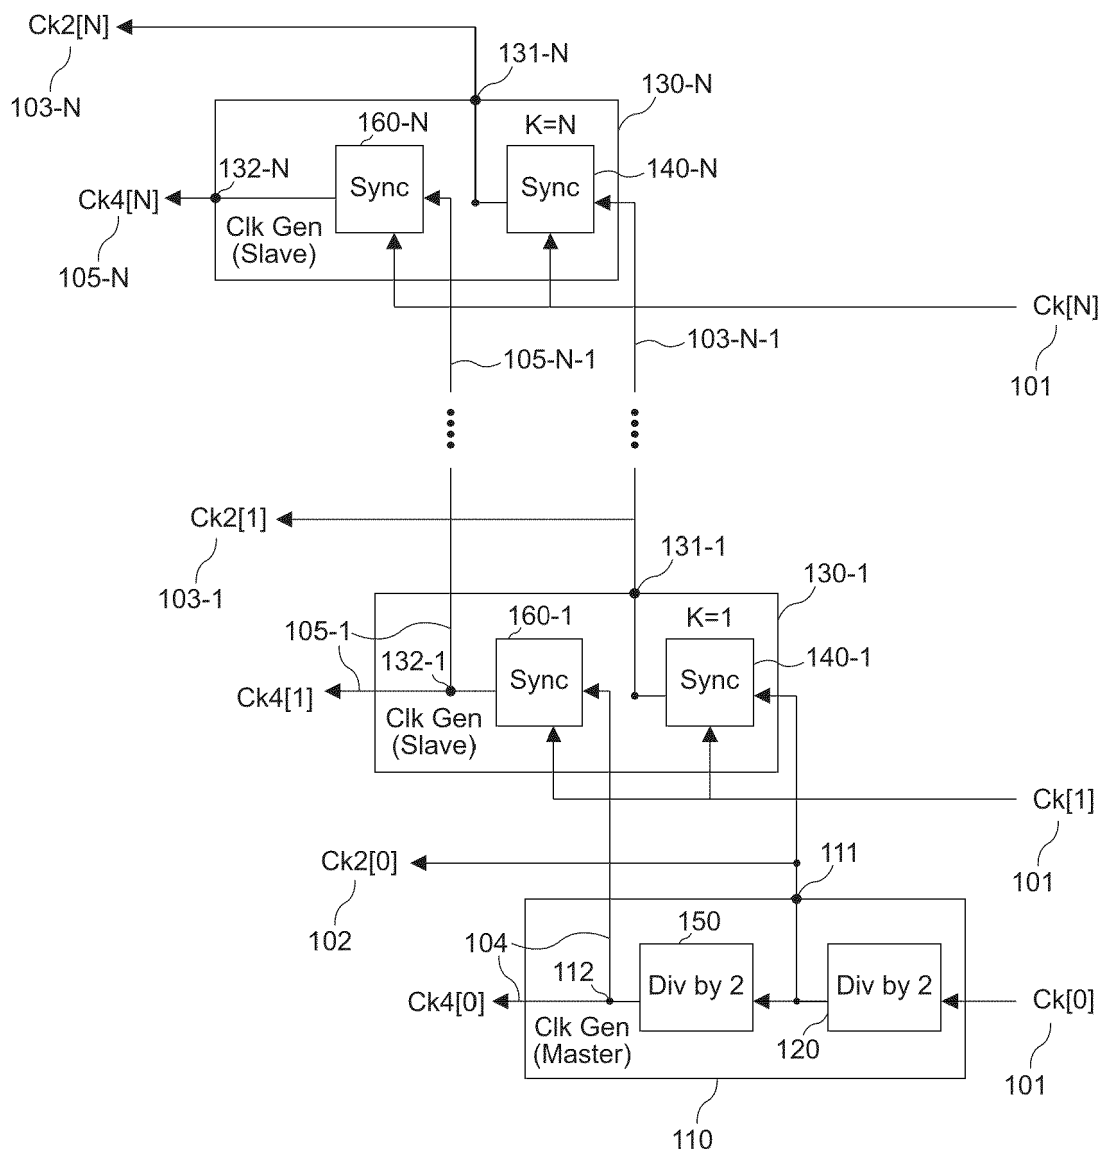 Ck2[N]
103-N
131-N
130-N
160-N
K=N
140-N
132-N
Sync
Sync
Ck4[N]
105-N
Clk Gen
(Slave)
Ck[N]
101
105-N-1
103-N-1
Ck2[1]
103-1
131-1
130-1
160-1
K=1
105-1
132-1
140-1
Sync
Sync
Ck4[1]
Clk Gen
(Slave)
Ck[1]
101
Ck2[0]
102
111
104
150
112
Div by 2
Div by 2
Ck4[0]
Ck[0]
Clk Gen
(Master)
120
101
110